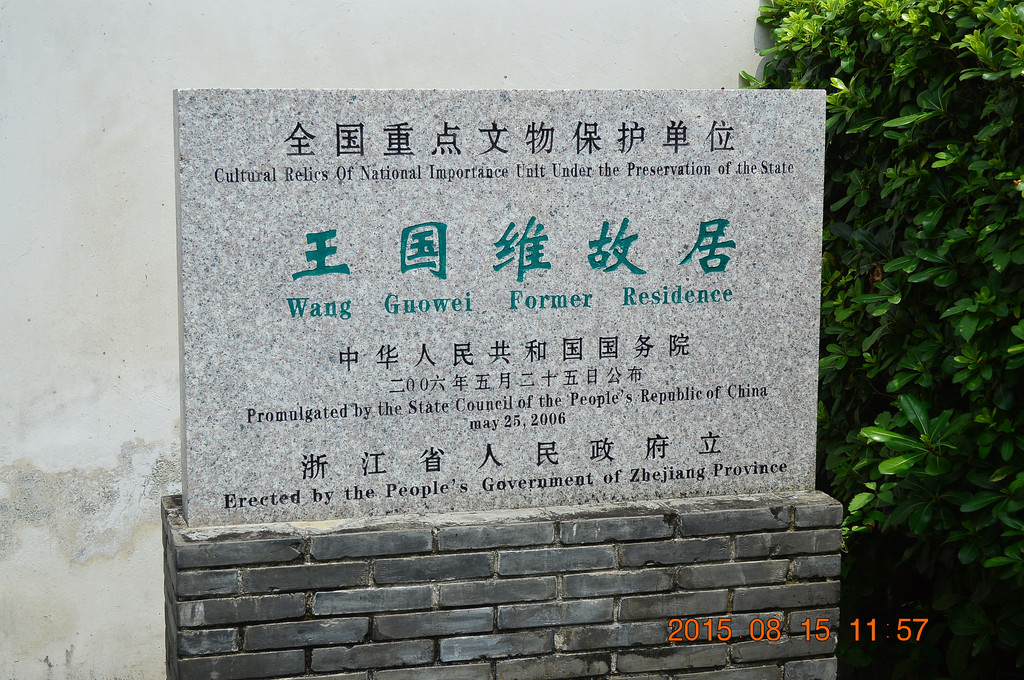 全国重点文物保护单位
Cultural Relics Of National Importance Unit Under the Preservation of the State
王国维故居
Wang Guowei Former Residence
中华人民共和国国务院
二00六年五月二十五日公布
Promulgated by the State Council of the People's Republic of China
may 25, 2006
浙江省人民政府立
Erected by the People's Government of Zhejiang Province
2015 08 15 11 57